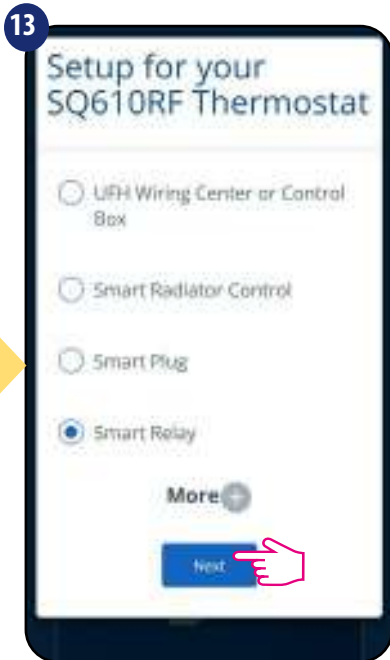 13
Setup for your
SQ610RF Thermostat
UFH Wiring Center or Control
Box
Smart Radiator Control
Smart Plug
Smart Relay
More
Next